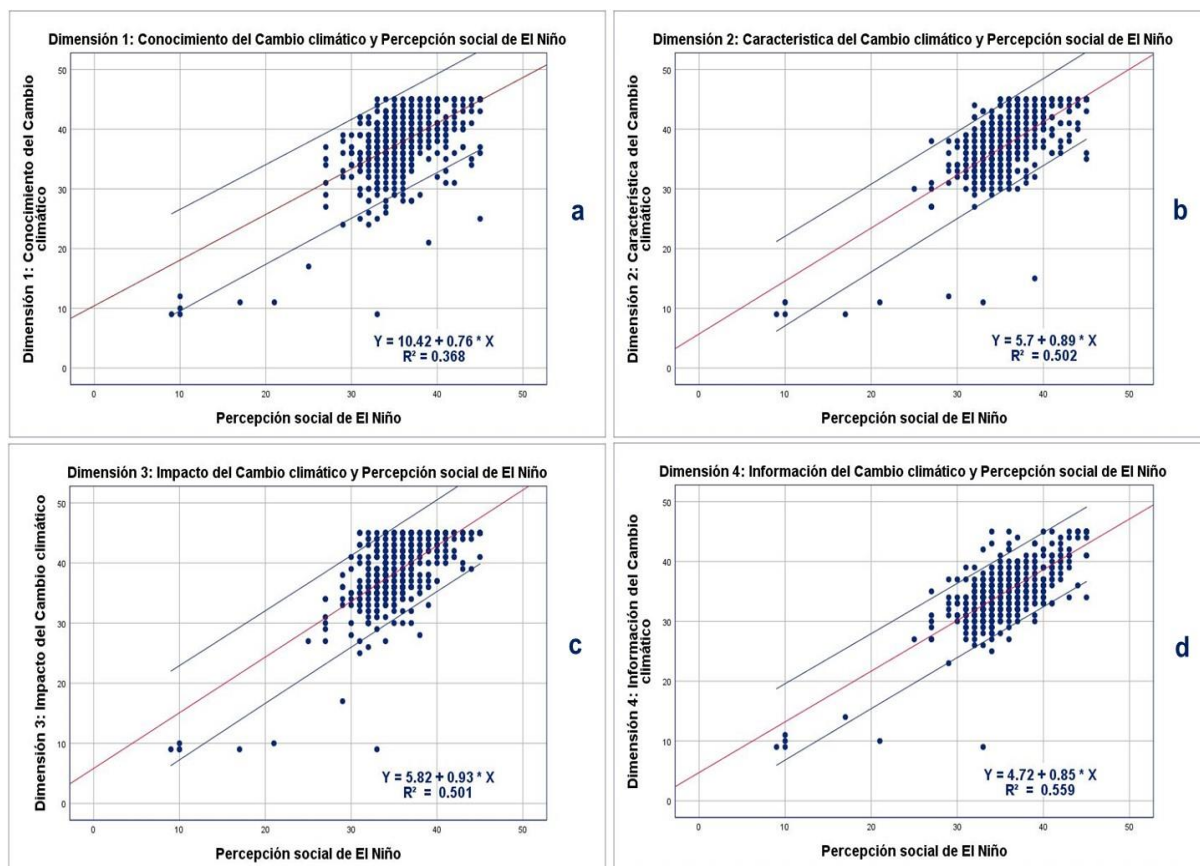 Dimensión 1: Conocimiento del Cambio climático y Percepción social de El Niño
Dimensión 1: Conocimiento del Cambio
climático
50
40
30
20
10
0
a
Y = 10.42 + 0.76 * X
R² = 0.368
0 10 20 30 40 50
Percepción social de El Niño
Dimensión 2: Caracteristica del Cambio climático y Percepción social de El Niño
Dimensión 2: Característica del Cambio
climático
50
40
30
20
10
0
b
Y = 5.7 + 0.89 * X
R² = 0.502
0 10 20 30 40 50
Percepción social de El Niño
Dimensión 3: Impacto del Cambio climático y Percepción social de El Niño
Dimensión 3: Impacto del Cambio climático
50
40
30
20
10
0
c
Y = 5.82 + 0.93 * X
R² = 0.501
0 10 20 30 40 50
Percepción social de El Niño
Dimensión 4: Información del Cambio climático y Percepción social de El Niño
Dimensión 4: Información del Cambio
climático
50
40
30
20
10
0
d
Y = 4.72 + 0.85 * X
R² = 0.559
0 10 20 30 40 50
Percepción social de El Niño